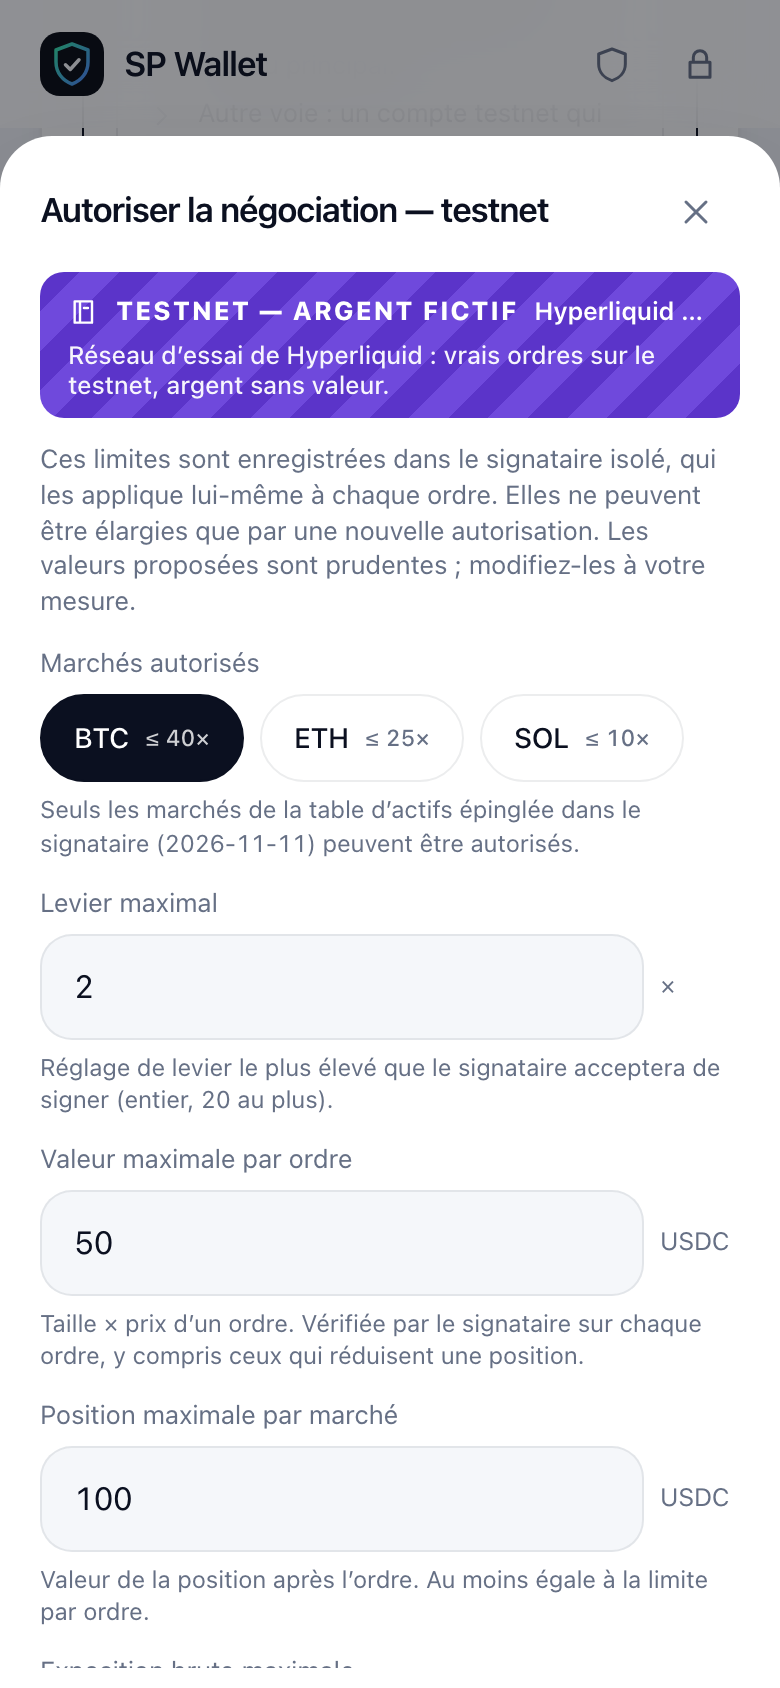 SP Wallet
Autre voie : un compte testnet qui
Autoriser la négociation — testnet
TESTNET — ARGENT FICTIF Hyperliquid ...
Réseau d’essai de Hyperliquid : vrais ordres sur le
testnet, argent sans valeur.
Ces limites sont enregistrées dans le signataire isolé, qui
les applique lui-même à chaque ordre. Elles ne peuvent
être élargies que par une nouvelle autorisation. Les
valeurs proposées sont prudentes ; modifiez-les à votre
mesure.
Marchés autorisés
BTC ≤ 40× ETH ≤ 25× SOL ≤ 10×
Seuls les marchés de la table d’actifs épinglée dans le
signataire (2026-11-11) peuvent être autorisés.
Levier maximal
2 ×
Réglage de levier le plus élevé que le signataire acceptera de
signer (entier, 20 au plus).
Valeur maximale par ordre
50 USDC
Taille × prix d’un ordre. Vérifiée par le signataire sur chaque
ordre, y compris ceux qui réduisent une position.
Position maximale par marché
100 USDC
Valeur de la position après l’ordre. Au moins égale à la limite
par ordre.
Exposition brute maximale